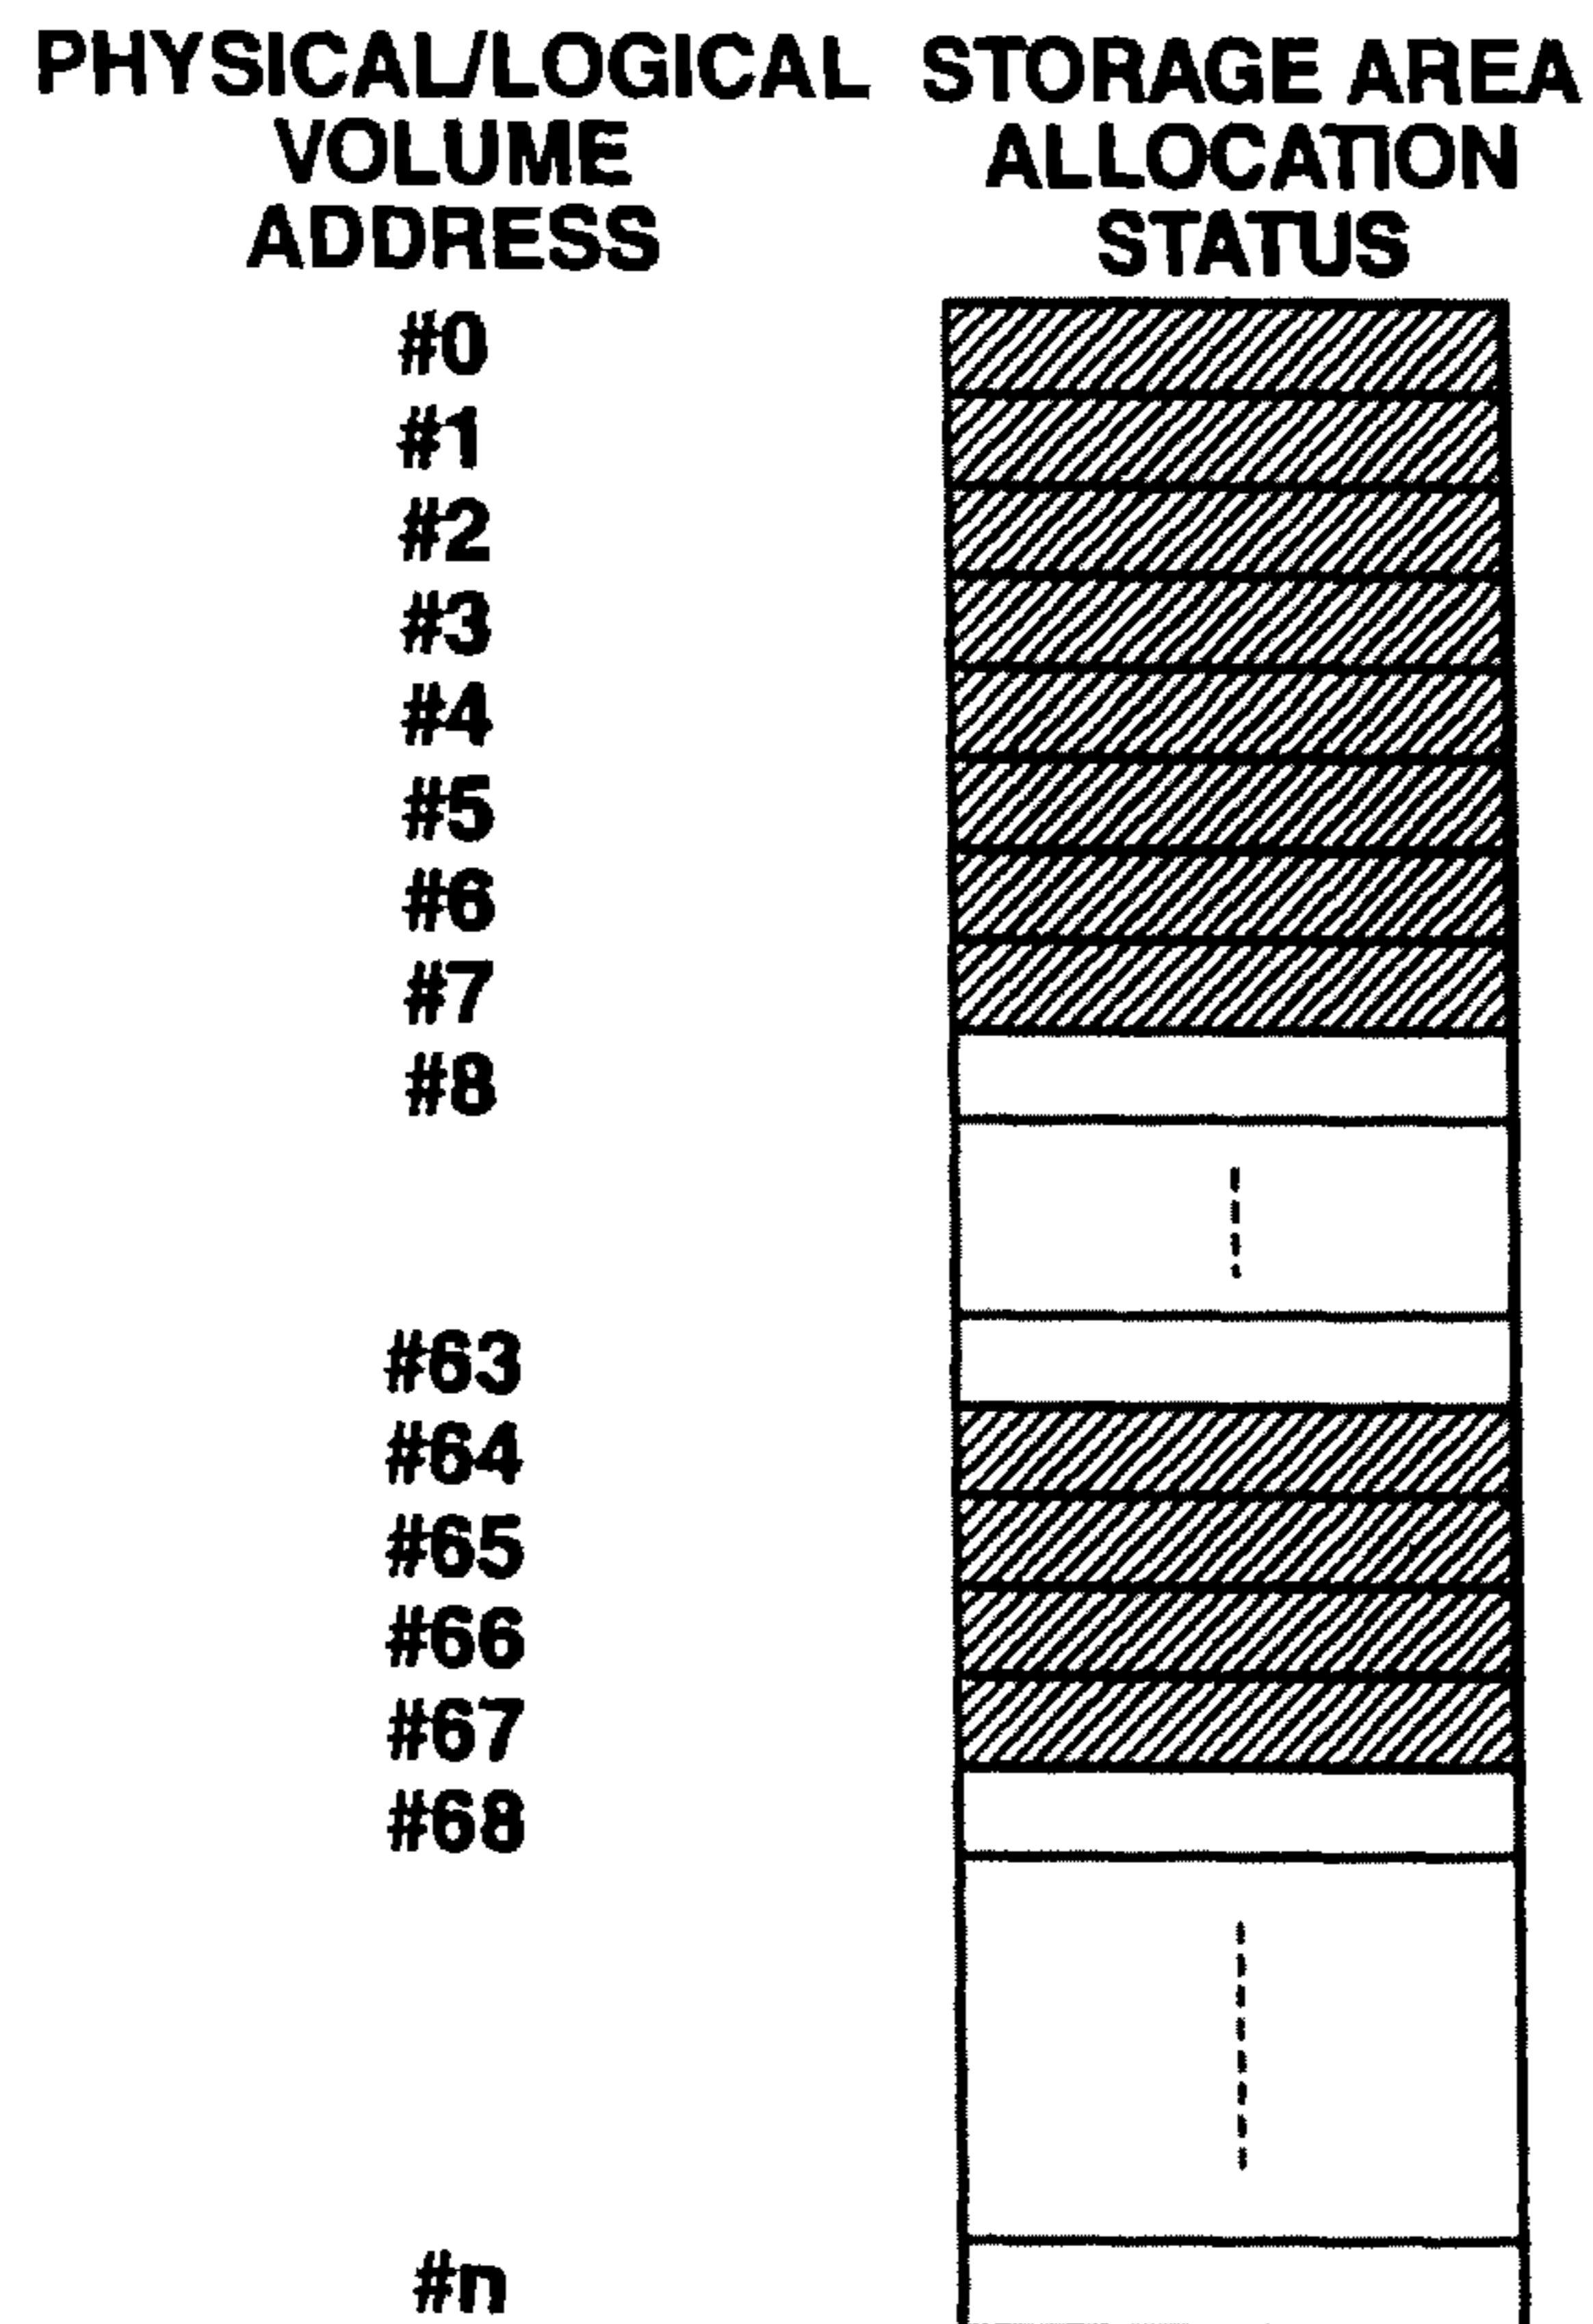 PHYSICAL/LOGICAL
VOLUME
ADDRESS
STORAGE AREA
ALLOCATION
STATUS
#0
#1
#2
#3
#4
#5
#6
#7
#8
#63
#64
#65
#66
#67
#68
#n